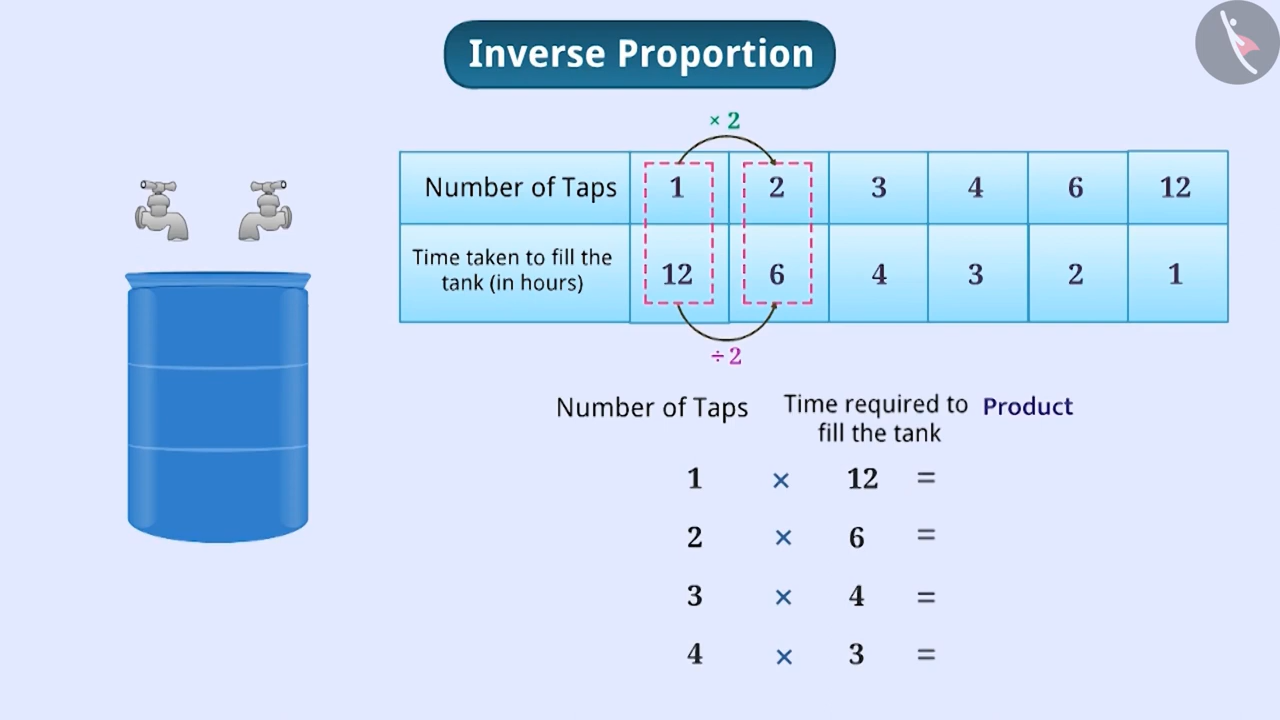 Inverse Proportion
× 2
Number of Taps 1 2 3 4 6 12
Time taken to fill the
tank (in hours) 12 6 4 3 2 1
÷ 2
Number of Taps Time required to Product
fill the tank
1 × 12 =
2 × 6 =
3 × 4 =
4 × 3 =